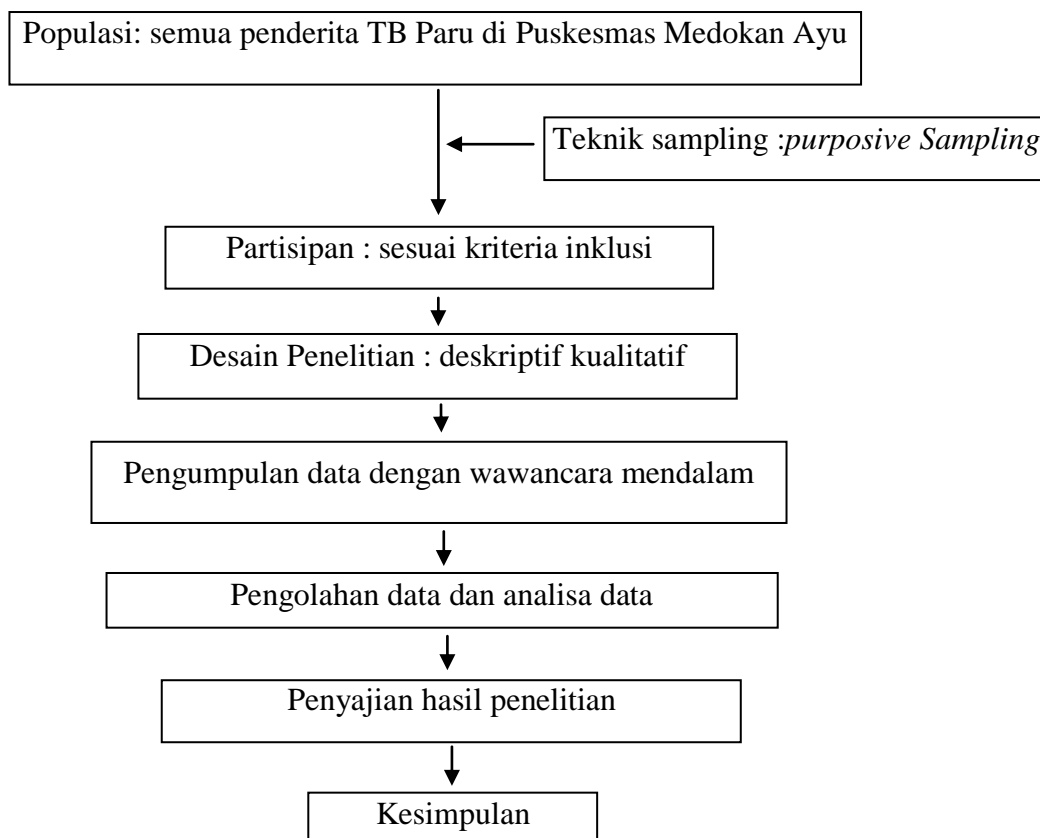 Populasi: semua penderita TB Paru di Puskesmas Medokan Ayu
Teknik sampling :purposive Sampling
Partisipan : sesuai kriteria inklusi
Desain Penelitian : deskriptif kualitatif
Pengumpulan data dengan wawancara mendalam
Pengolahan data dan analisa data
Penyajian hasil penelitian
Kesimpulan